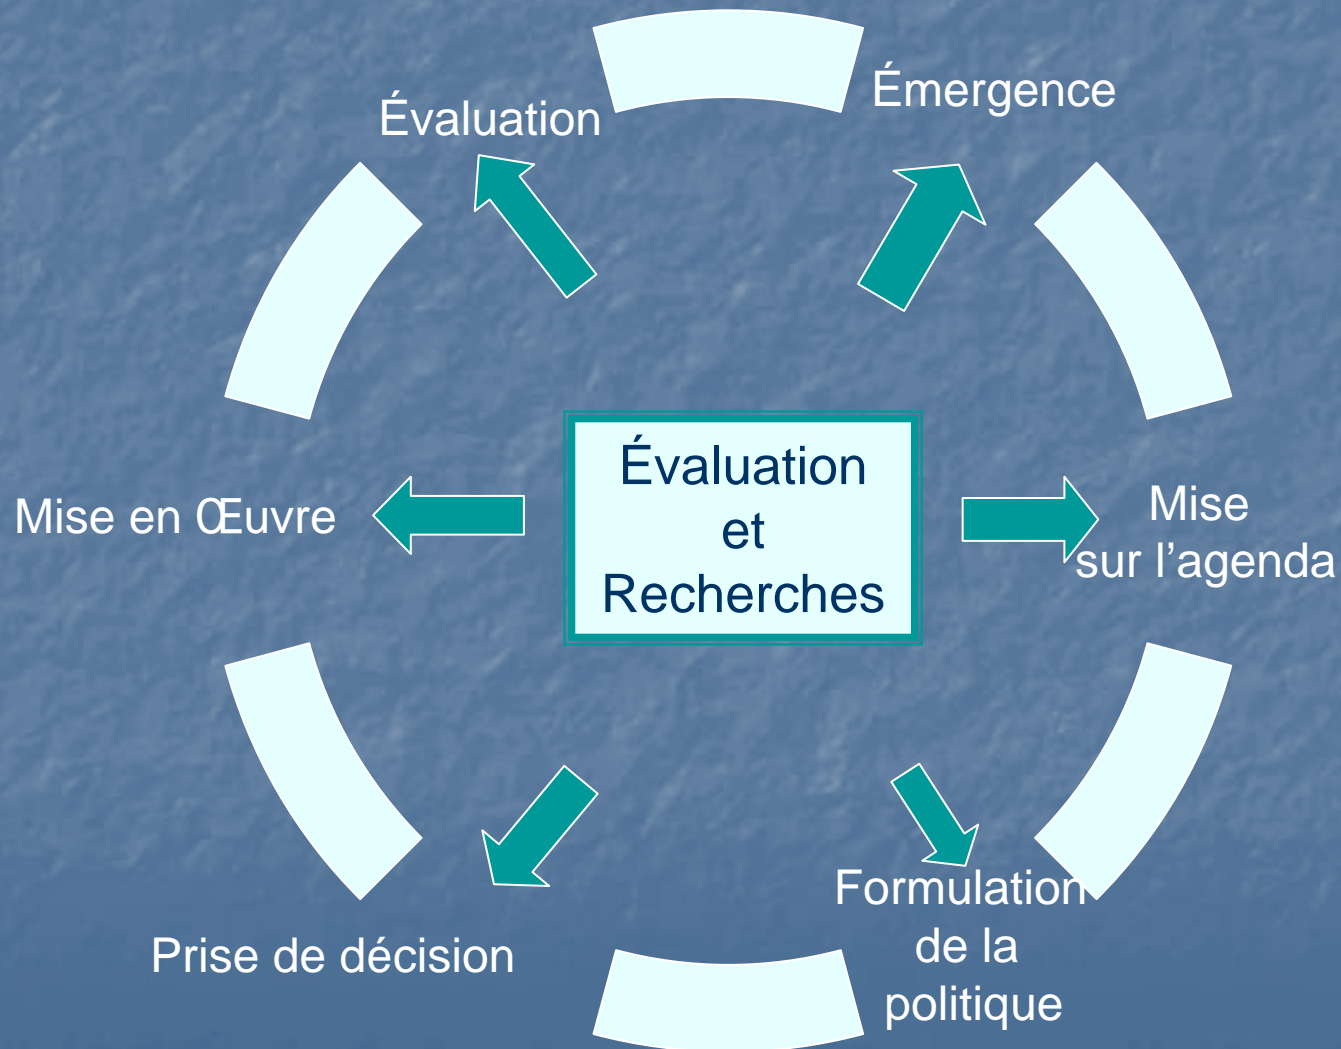 Évaluation
Émergence
Évaluation
et
Recherches
Mise en Œuvre
Mise
sur l’agenda
Prise de décision
Formulation
de la
politique